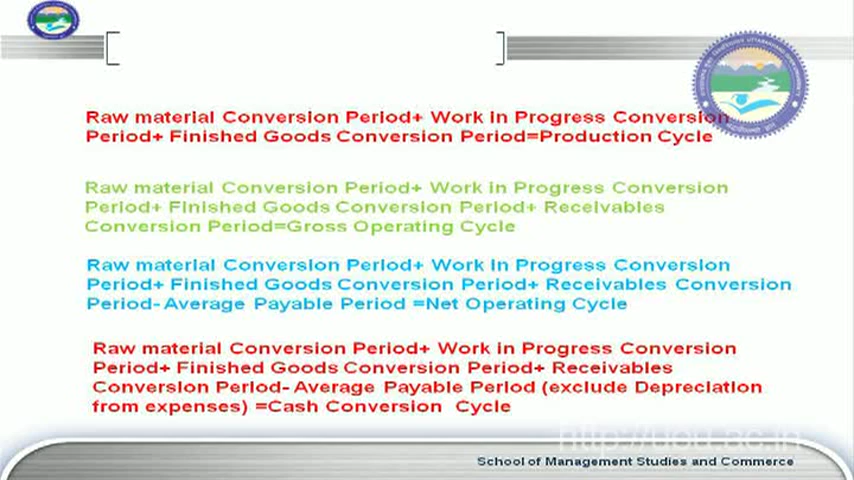 Raw material Conversion Period+ Work in Progress Conversion
Period+ Finished Goods Conversion Period=Production Cycle
Raw material Conversion Period+ Work in Progress Conversion
Period+ Finished Goods Conversion Period+ Receivables
Conversion Period=Gross Operating Cycle
Raw material Conversion Period+ Work in Progress Conversion
Period+ Finished Goods Conversion Period+ Receivables Conversion
Period- Average Payable Period =Net Operating Cycle
Raw material Conversion Period+ Work in Progress Conversion
Period+ Finished Goods Conversion Period+ Receivables
Conversion Period- Average Payable Period (exclude Depreciation
from expenses) =Cash Conversion Cycle
http://uou.ac.in
School of Management Studies and Commerce